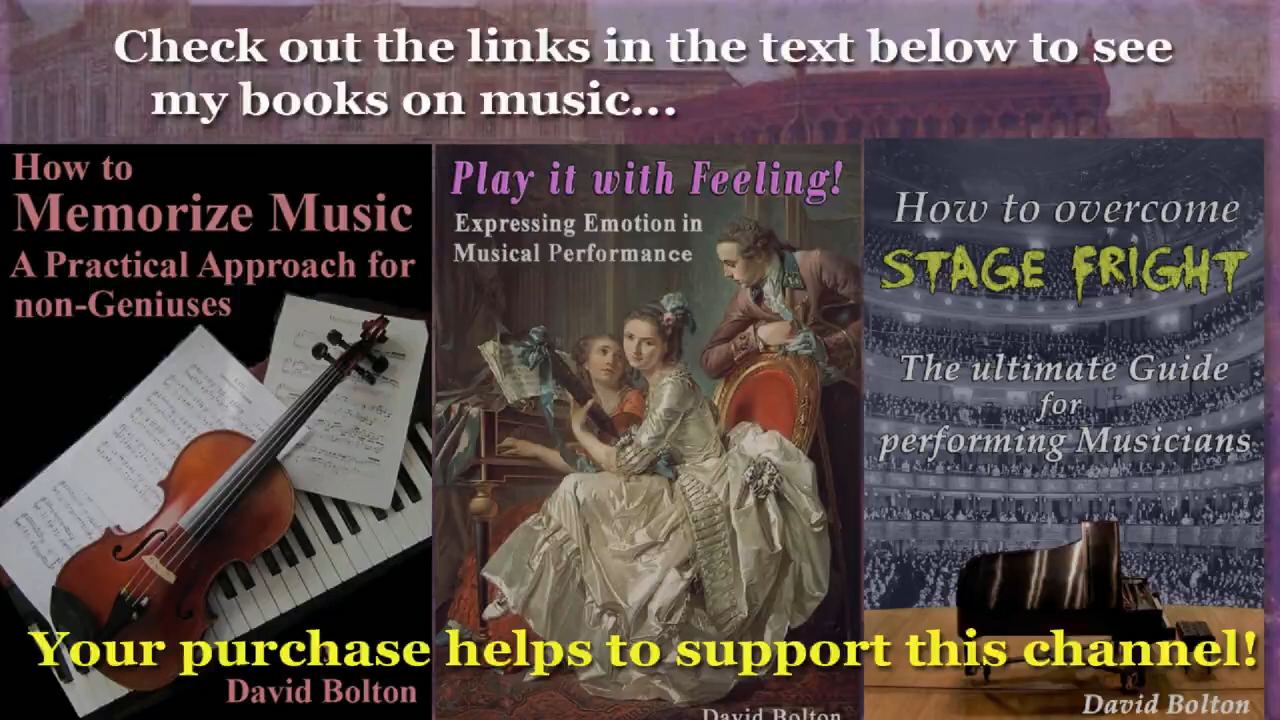 Check out the links in the text below to see
my books on music...
How to
Memorize Music
A Practical Approach for
non-Geniuses
David Bolton
Play it with Feeling!
Expressing Emotion in
Musical Performance
David Bolton
How to overcome
STAGE FRIGHT
The ultimate Guide
for
performing Musicians
David Bolton
Your purchase helps to support this channel!